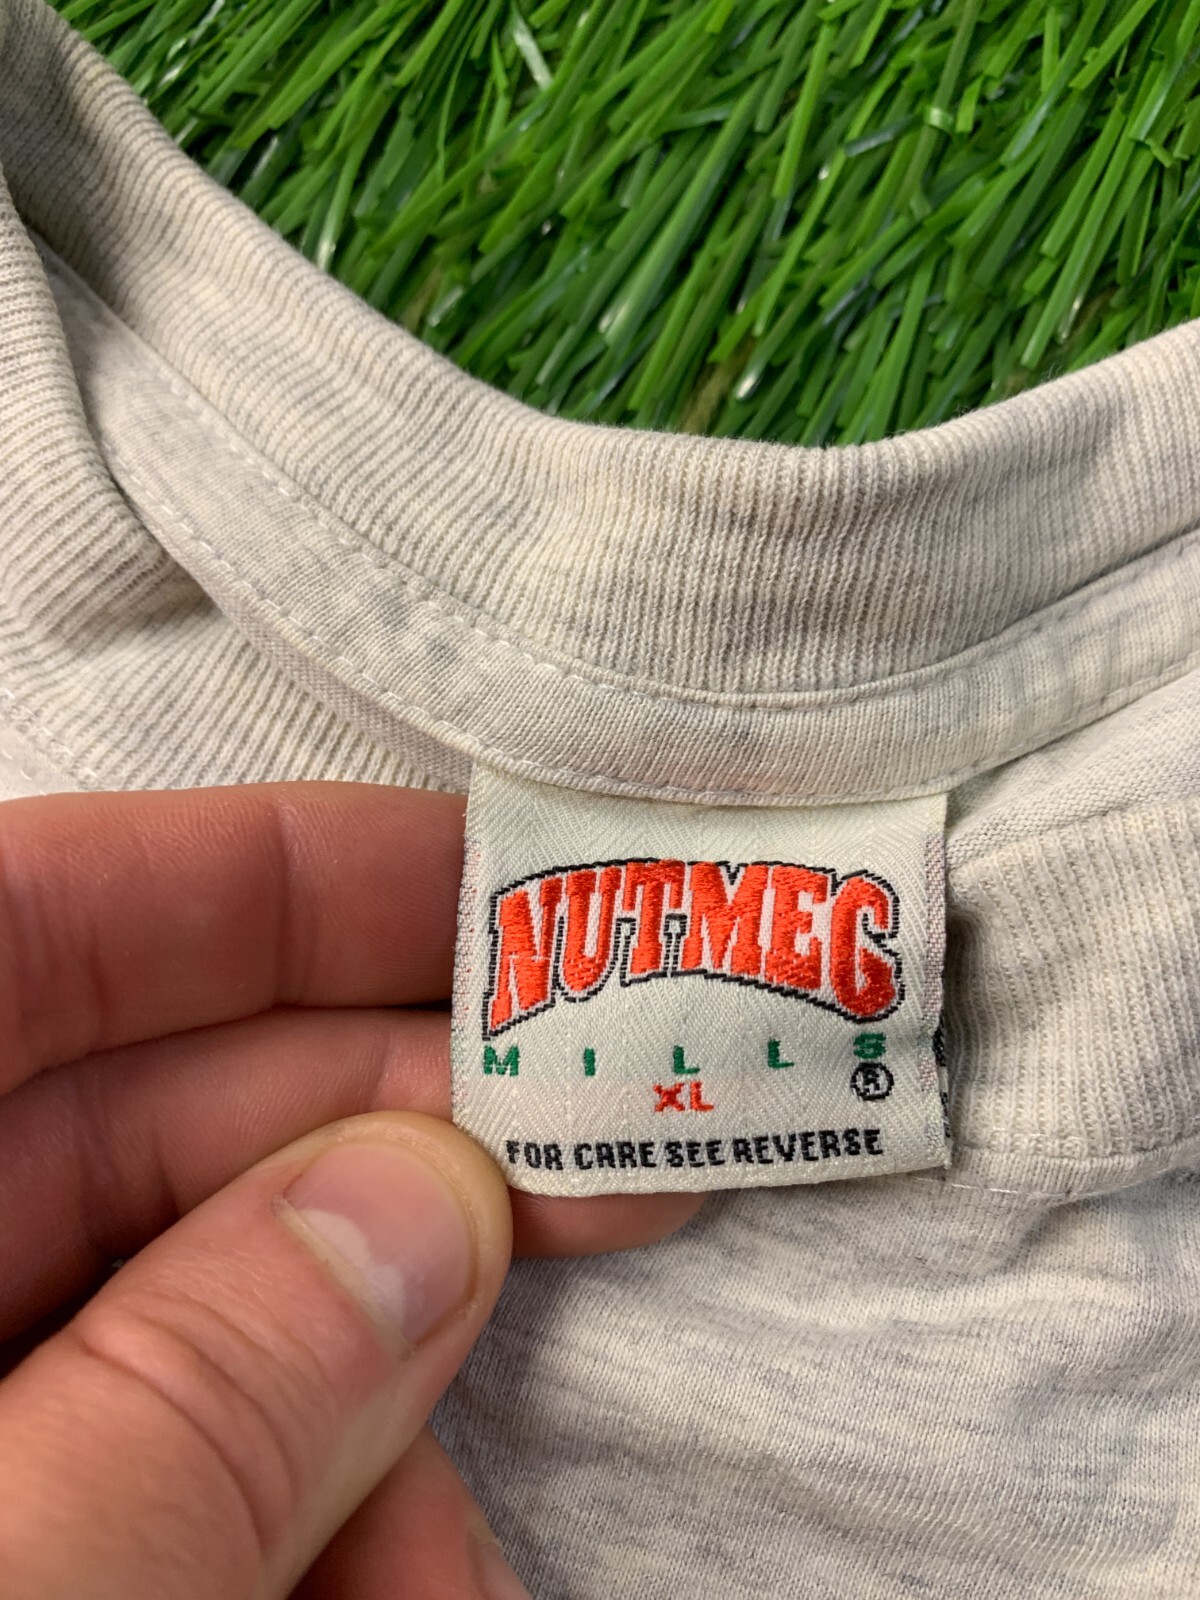 NUTMEG
MILLS
®
XL
FOR CARE SEE REVERSE